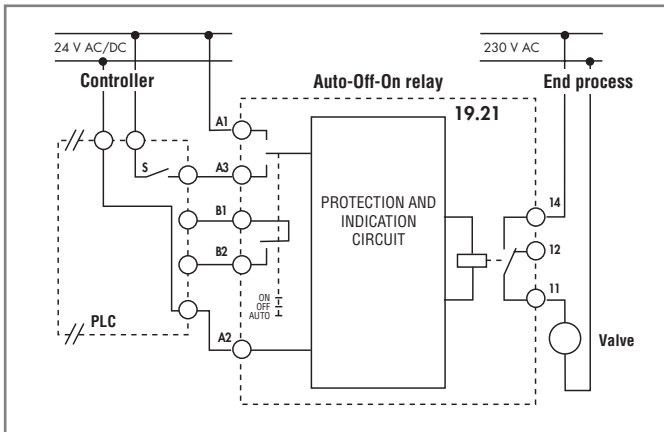 24 V AC/DC
230 V AC
Controller
Auto-Off-On relay
End process
19.21
A1
S
A3
B1
B2
PROTECTION AND
INDICATION
CIRCUIT
14
12
11
ON
OFF
AUTO
PLC
A2
Valve